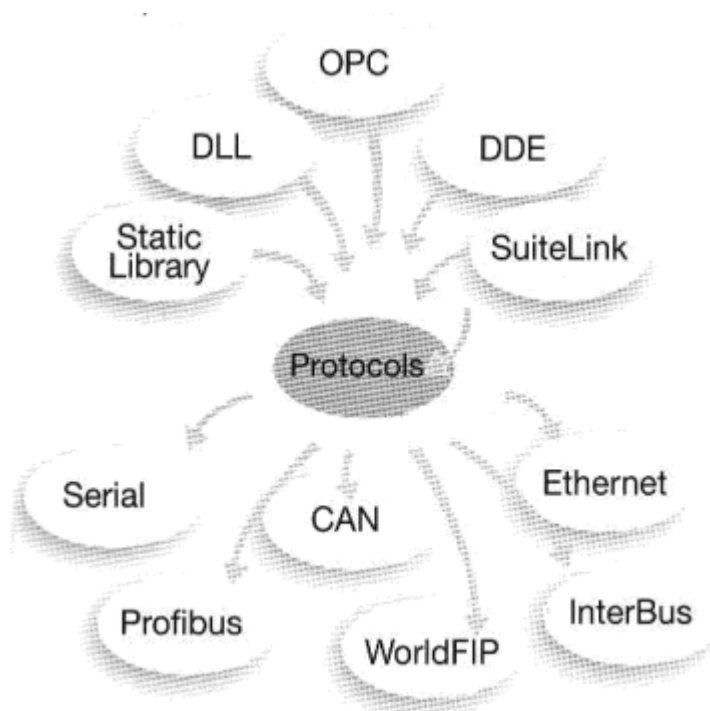 OPC
DLL
DDE
Static
Library
SuiteLink
Protocols
Serial
CAN
Ethernet
Profibus
WorldFIP
InterBus